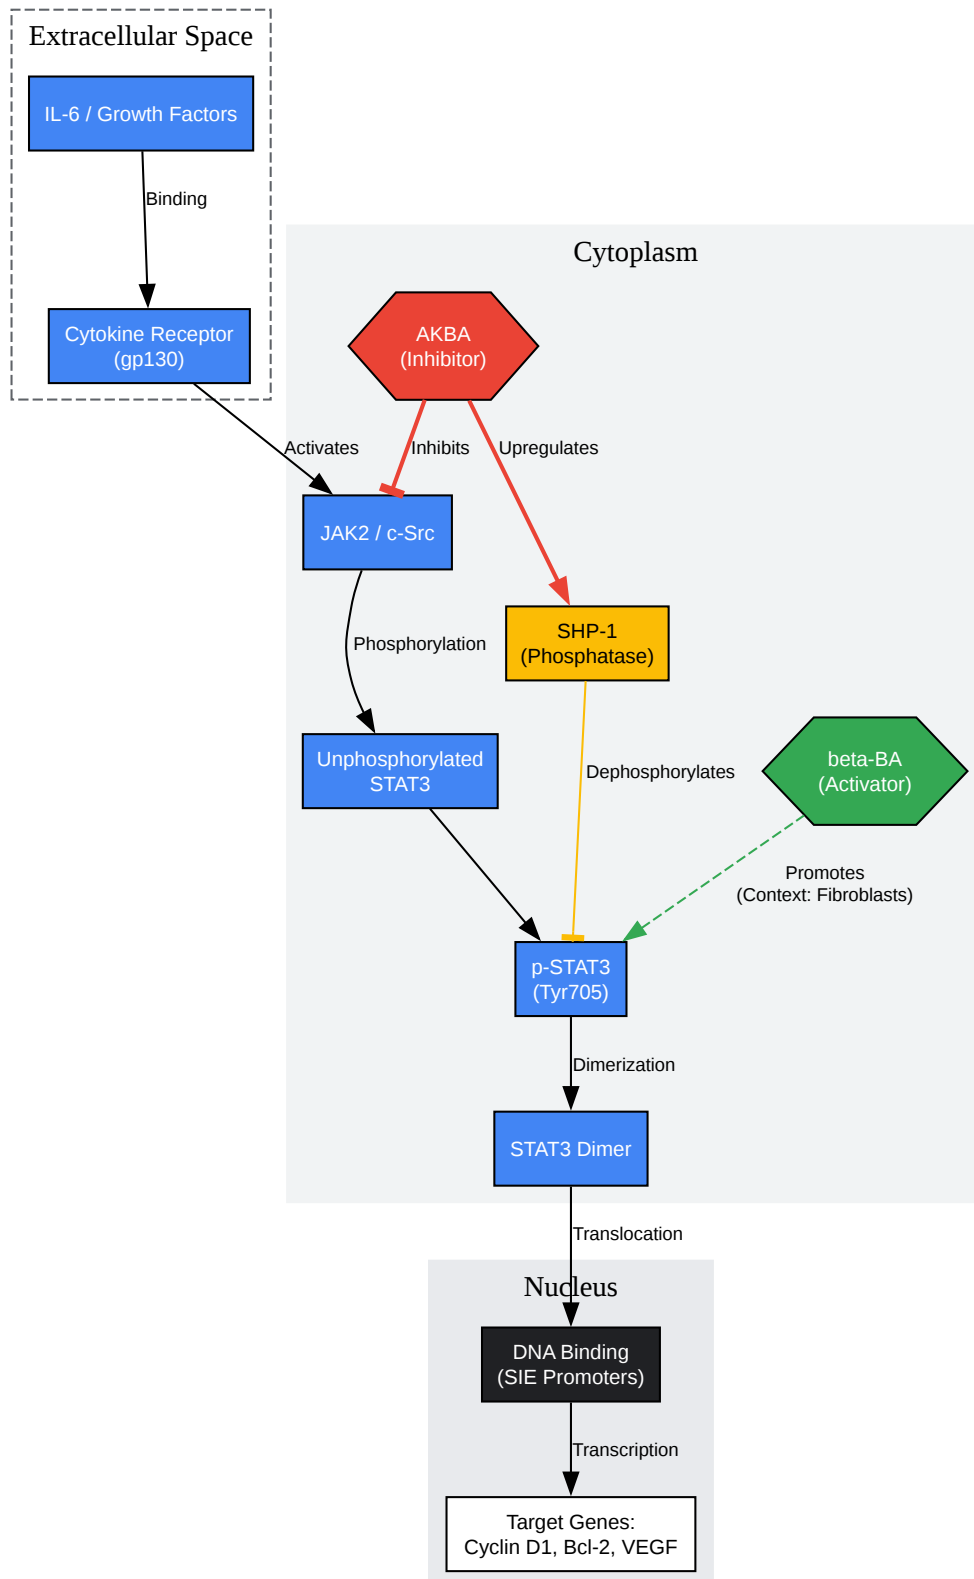 Extracellular Space
IL-6 / Growth Factors
Binding
Cytokine Receptor
(gp130)
Cytoplasm
AKBA
(Inhibitor)
Activates
Inhibits
Upregulates
JAK2 / c-Src
SHP-1
(Phosphatase)
Phosphorylation
Unphosphorylated
STAT3
Dephosphorylates
beta-BA
(Activator)
Promotes
(Context: Fibroblasts)
p-STAT3
(Tyr705)
Dimerization
STAT3 Dimer
Translocation
Nucleus
DNA Binding
(SIE Promoters)
Transcription
Target Genes:
Cyclin D1, Bcl-2, VEGF